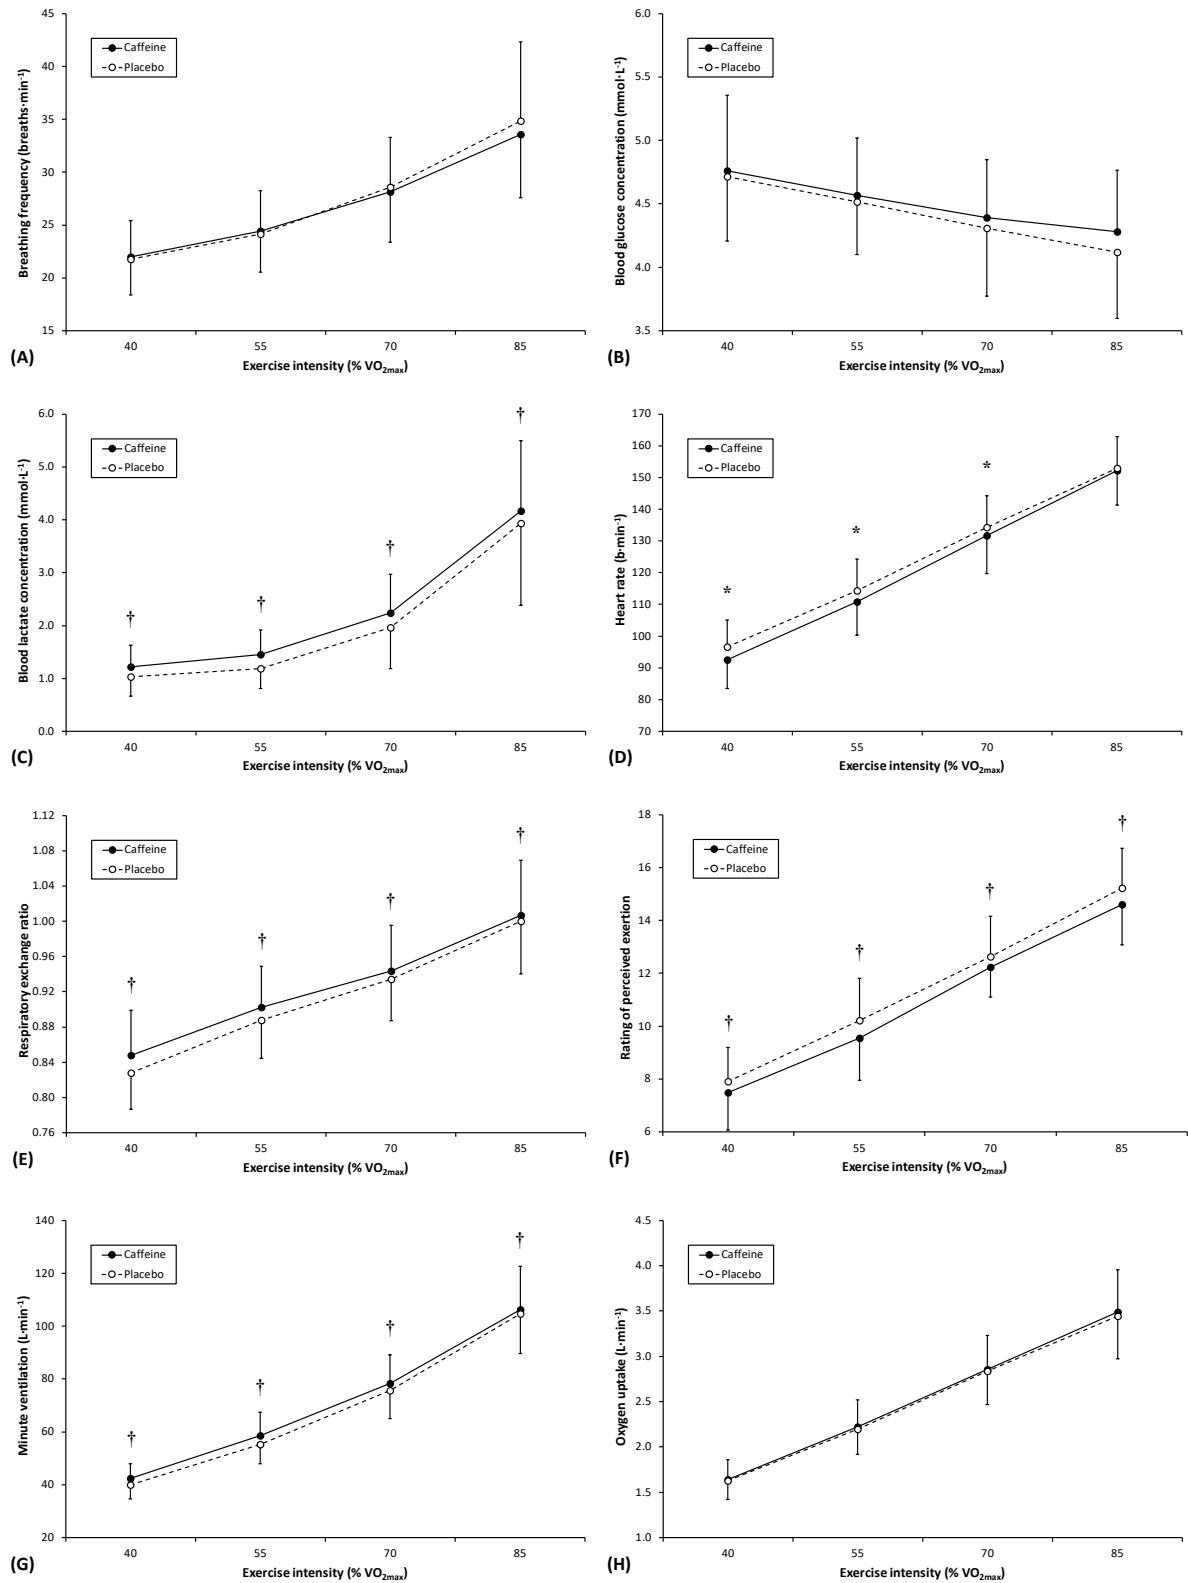 45
40
35
30
25
20
15
Breathing frequency (breaths·min⁻¹)
Caffeine
Placebo
40 55 70 85
Exercise intensity (% VO₂max)
(A)
6.0
5.5
5.0
4.5
4.0
3.5
Blood glucose concentration (mmol·L⁻¹)
Caffeine
Placebo
40 55 70 85
Exercise intensity (% VO₂max)
(B)
6.0
5.0
4.0
3.0
2.0
1.0
0.0
Blood lactate concentration (mmol·L⁻¹)
Caffeine
Placebo
† † † †
40 55 70 85
Exercise intensity (% VO₂max)
(C)
170
160
150
140
130
120
110
100
90
80
70
Heart rate (b·min⁻¹)
Caffeine
Placebo
* * *
40 55 70 85
Exercise intensity (% VO₂max)
(D)
1.12
1.08
1.04
1.00
0.96
0.92
0.88
0.84
0.80
0.76
Respiratory exchange ratio
Caffeine
Placebo
† † † †
40 55 70 85
Exercise intensity (% VO₂max)
(E)
18
16
14
12
10
8
6
Rating of perceived exertion
Caffeine
Placebo
† † † †
40 55 70 85
Exercise intensity (% VO₂max)
(F)
140
120
100
80
60
40
20
Minute ventilation (L·min⁻¹)
Caffeine
Placebo
† † † †
40 55 70 85
Exercise intensity (% VO₂max)
(G)
4.5
4.0
3.5
3.0
2.5
2.0
1.5
1.0
Oxygen uptake (L·min⁻¹)
Caffeine
Placebo
40 55 70 85
Exercise intensity (% VO₂max)
(H)